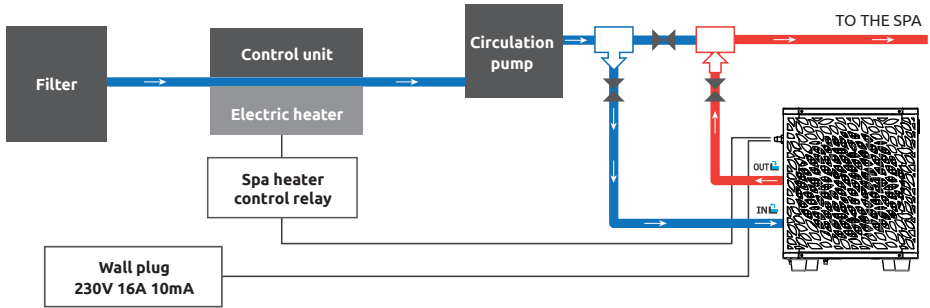 Filter
Control unit
Electric heater
Spa heater
control relay
Wall plug
230V 16A 10mA
Circulation
pump
TO THE SPA
OUT
IN